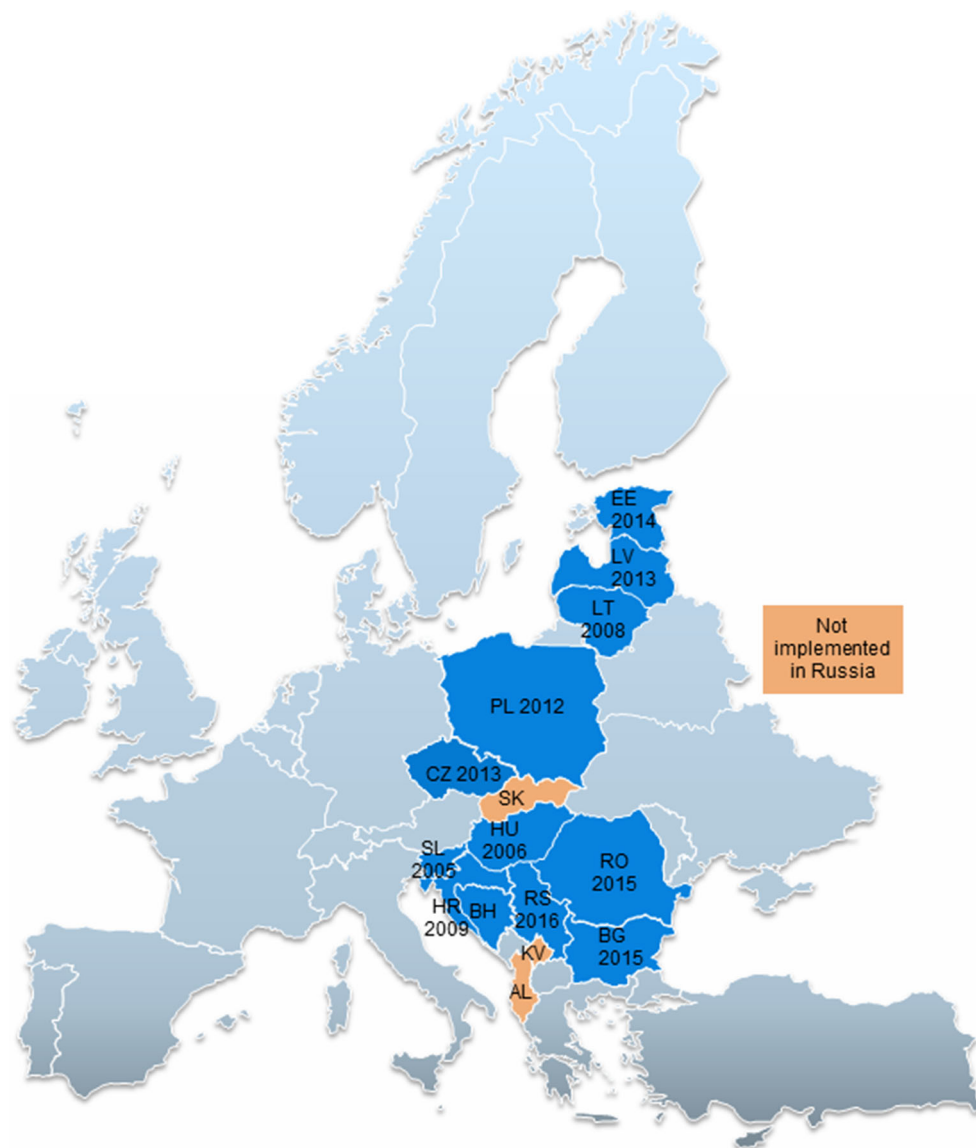 EE
2014
LV
2013
LT
2008
Not
implemented
in Russia
PL 2012
CZ 2013
SK
HU
2006
SL
2005
RO
2015
HR
2009
BH
RS
2016
BG
2015
KV
AL